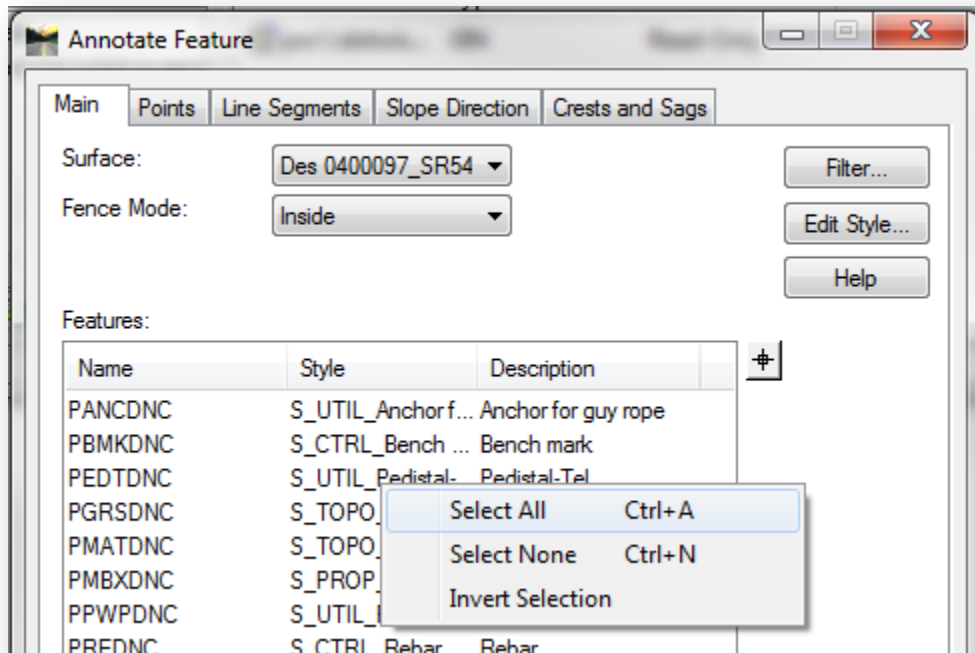 Annotate Feature
Main Points Line Segments Slope Direction Crests and Sags
Surface: Des 0400097_SR54 Filter...
Fence Mode: Inside Edit Style...
Help
Features:
Name Style Description
PANCDNC S_UTIL_Anchor f... Anchor for guy rope
PBMKDNC S_CTRL_Bench ... Bench mark
PEDTDNC S_UTIL_Pedistal-... Pedistal-Tel
PGRSDNC S_TOPO_ Select All Ctrl+A
PMATDNC S_TOPO_ Select None Ctrl+N
PMBXDNC S_PROP_ Invert Selection
PPWPDNC S_UTIL_
PREDNC S_CTRL_Rebar Rebar